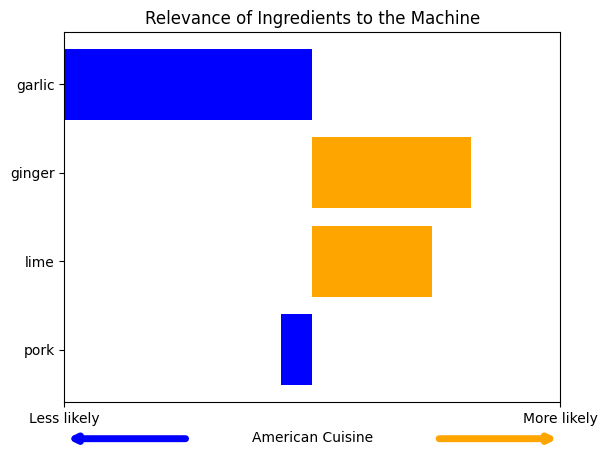 Relevance of Ingredients to the Machine
garlic
ginger
lime
pork
Less likely
More likely
American Cuisine